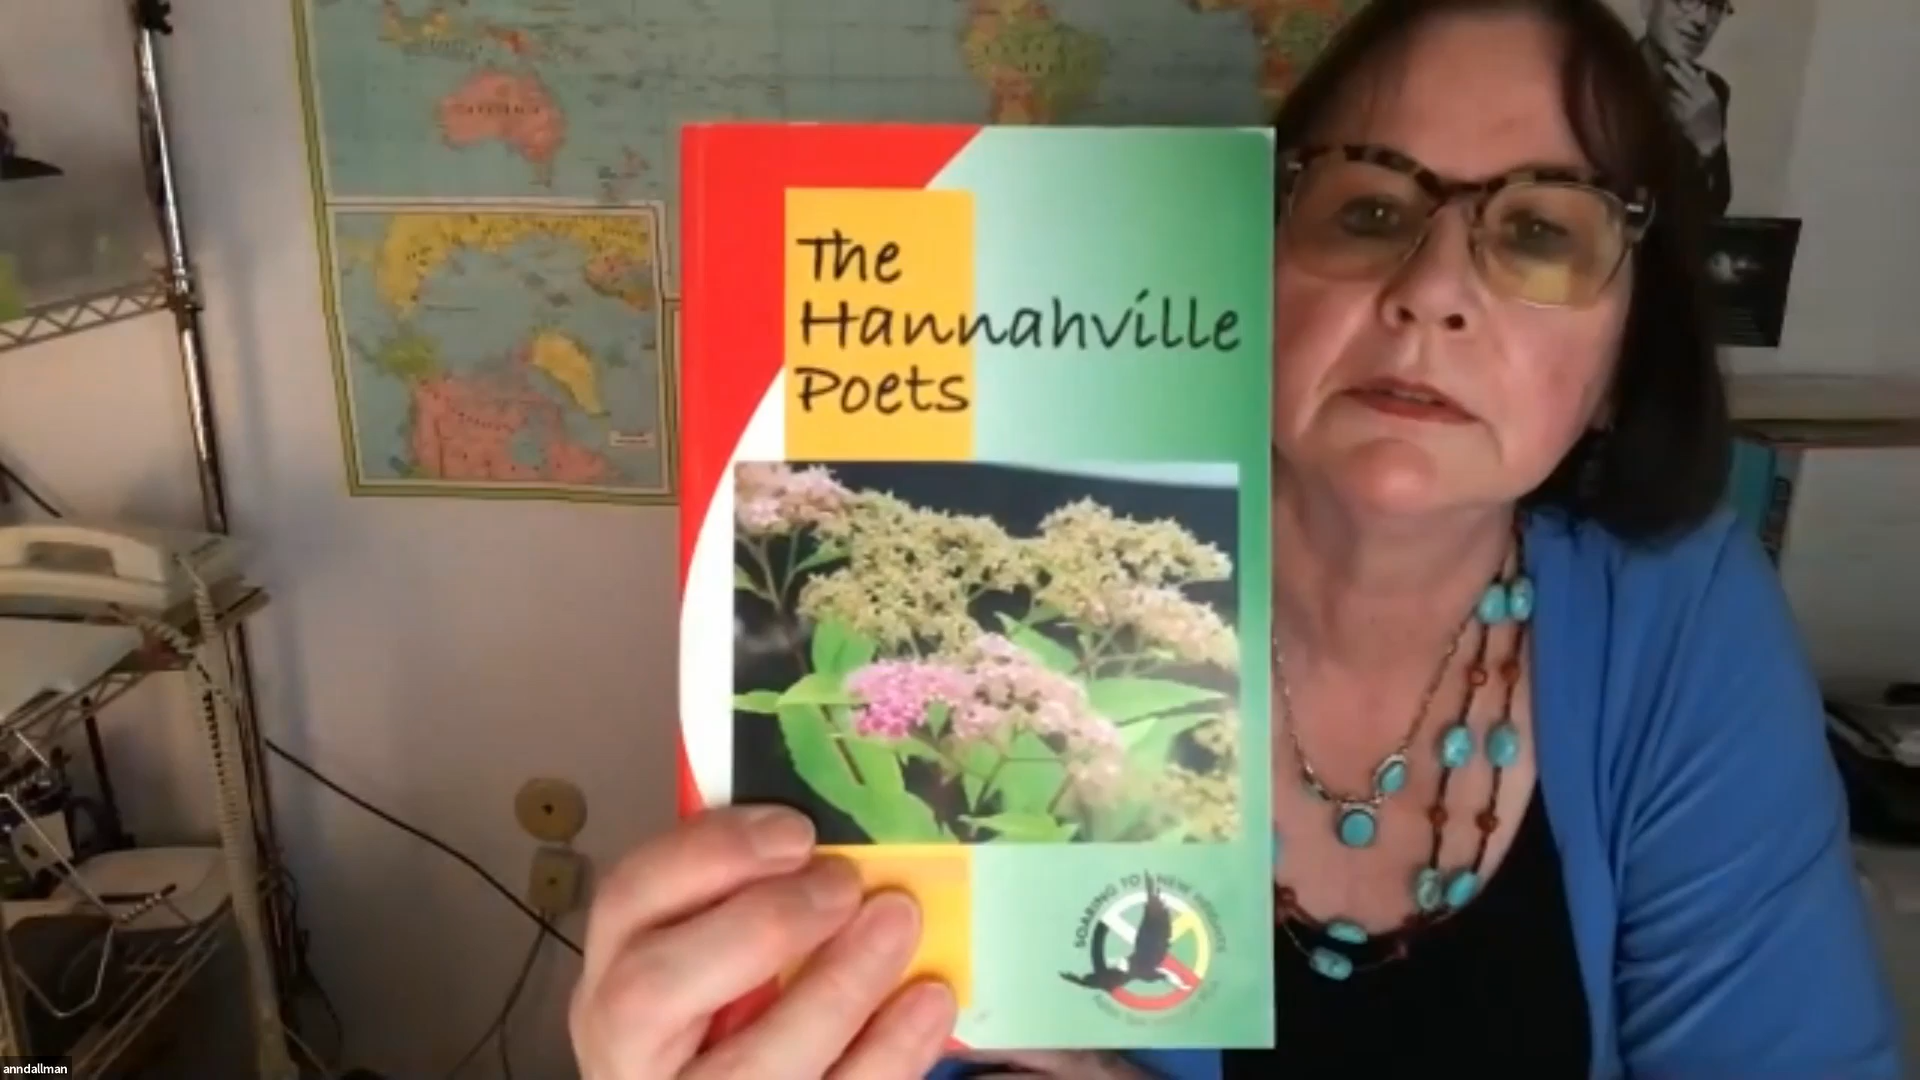 The
Hannahville
Poets
SOARING TO NEW HEIGHTS
anndallman